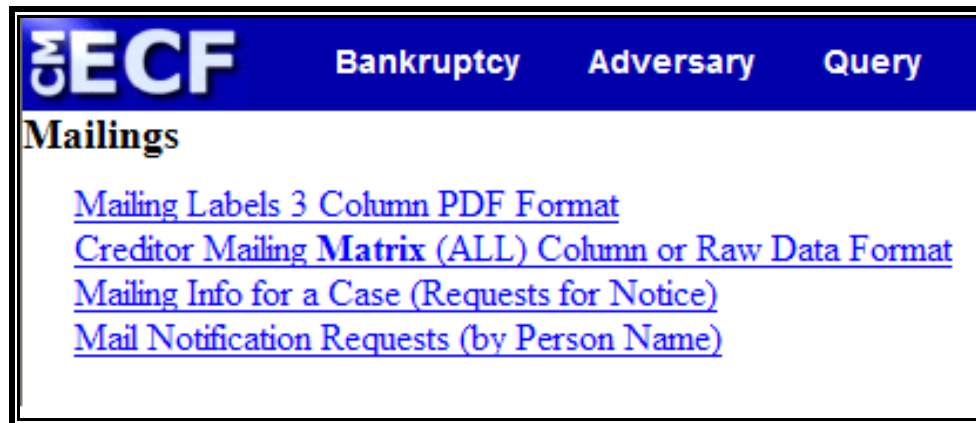 CM ECF Bankruptcy Adversary Query
Mailings
Mailing Labels 3 Column PDF Format
Creditor Mailing Matrix (ALL) Column or Raw Data Format
Mailing Info for a Case (Requests for Notice)
Mail Notification Requests (by Person Name)